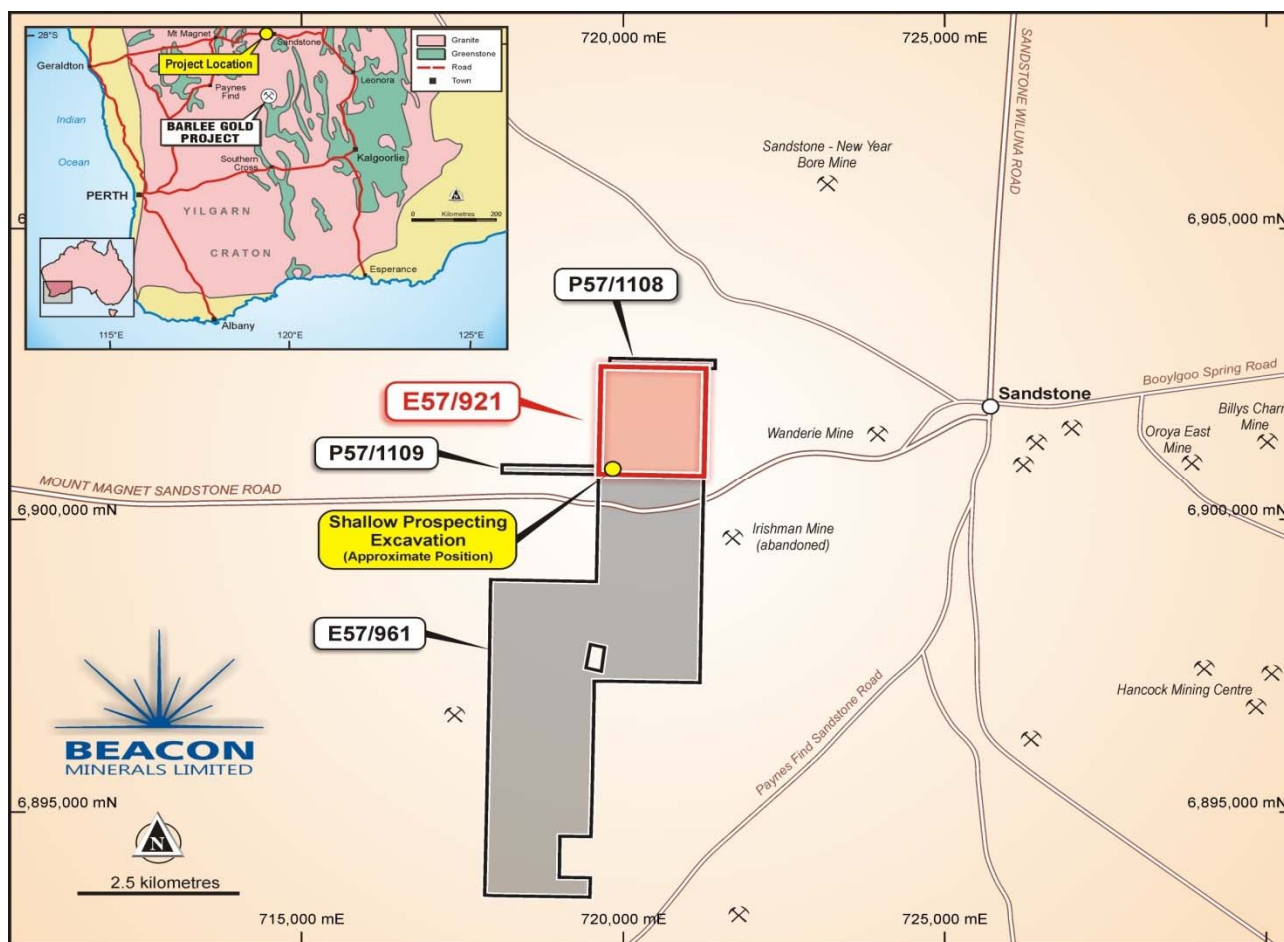 720,000 mE
725,000 mE
28°S
Mt Magnet
Sandstone
Project Location
Geraldton
Paynes
Find
Leonora
Granite
Greenstone
Road
Town
Indian
Ocean
BARLEE GOLD
PROJECT
Southern
Cross
Kalgoorlie
PERTH
YILGARN
CRATON
N
0 Kilometres 200
Esperance
Albany
115°E
120°E
125°E
SANDSTONE WILUNA ROAD
Sandstone - New Year
Bore Mine
6
6,905,000 mN
P57/1108
E57/921
Sandstone
Booylgoo Spring Road
Wanderie Mine
Oroya East
Mine
Billys Charm
Mine
P57/1109
MOUNT MAGNET SANDSTONE ROAD
6,900,000 mN
6,900,000 mN
Shallow Prospecting
Excavation
(Approximate Position)
Irishman Mine
(abandoned)
E57/961
Hancock Mining Centre
Paynes Find Sandstone Road
BEACON
MINERALS LIMITED
6,895,000 mN
6,895,000 mN
N
2.5 kilometres
715,000 mE
720,000 mE
725,000 mE